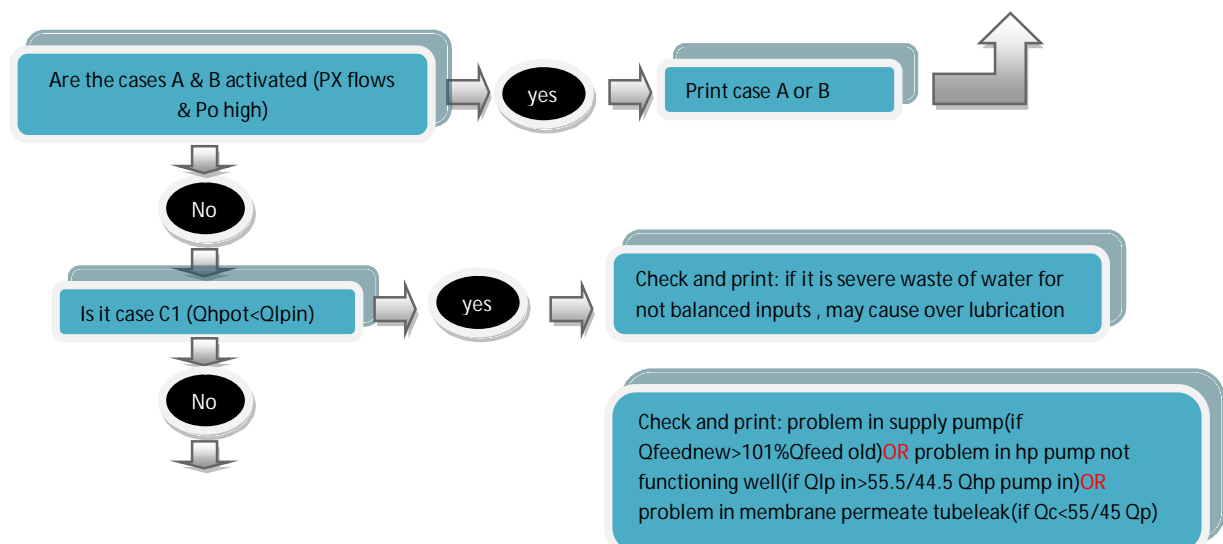 Are the cases A & B activated (PX flows
& Po high)
yes
Print case A or B
No
Is it case C1 (Qhpot<Qlpin)
yes
Check and print: if it is severe waste of water for
not balanced inputs , may cause over lubrication
No
Check and print: problem in supply pump(if
Qfeednew>101%Qfeed old)OR problem in hp pump not
functioning well(if Qlp in>55.5/44.5 Qhp pump in)OR
problem in membrane permeate tubeleak(if Qc<55/45 Qp)